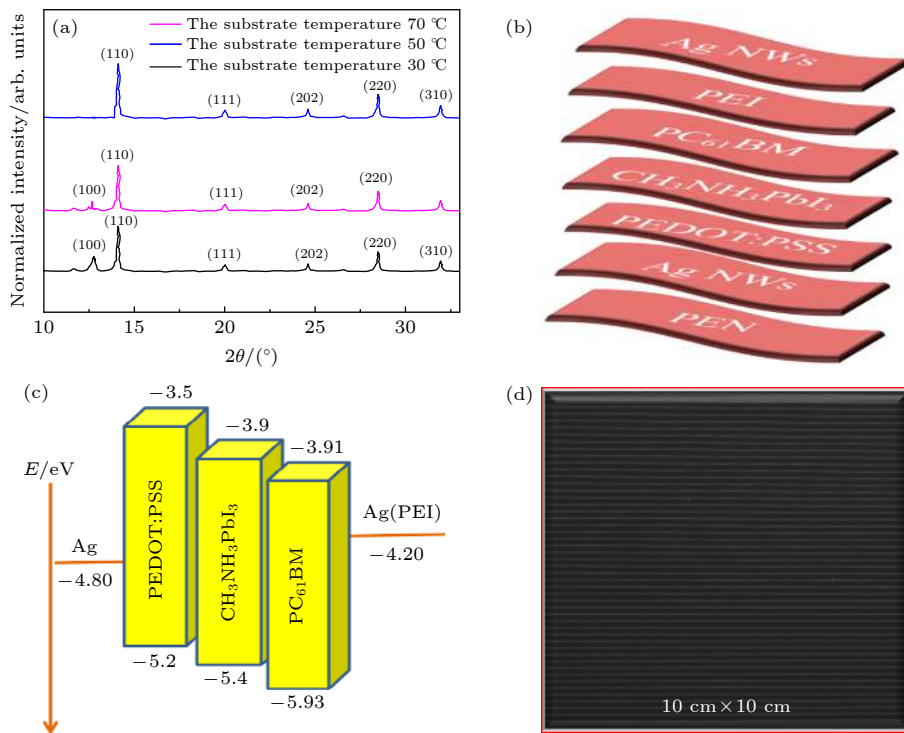 (a)
The substrate temperature 70 ℃
The substrate temperature 50 ℃
The substrate temperature 30 ℃
(110)
(111)
(202)
(220)
(310)
(100)
(110)
(111)
(202)
(220)
(100)
(110)
(111)
(202)
(220)
(310)
Normalized intensity/arb. units
10
15
20
25
30
2θ/(°)
(b)
Ag NWs
PEI
PC₆₁BM
CH₃NH₃PbI₃
PEDOT:PSS
Ag NWs
PEN
(c)
E/eV
Ag
−4.80
−3.5
PEDOT:PSS
−5.2
−3.9
CH₃NH₃PbI₃
−5.4
−3.91
PC₆₁BM
−5.93
Ag(PEI)
−4.20
(d)
10 cm×10 cm